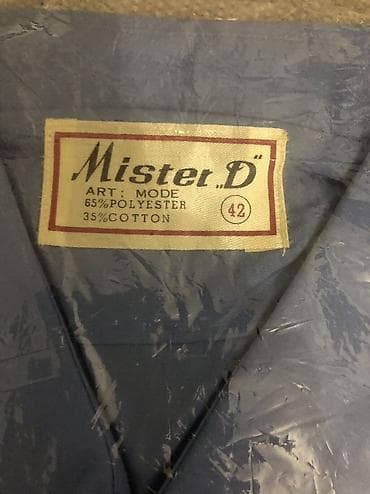 Mister „D“
ART: MODE
65% POLYESTER
35% COTTON
42